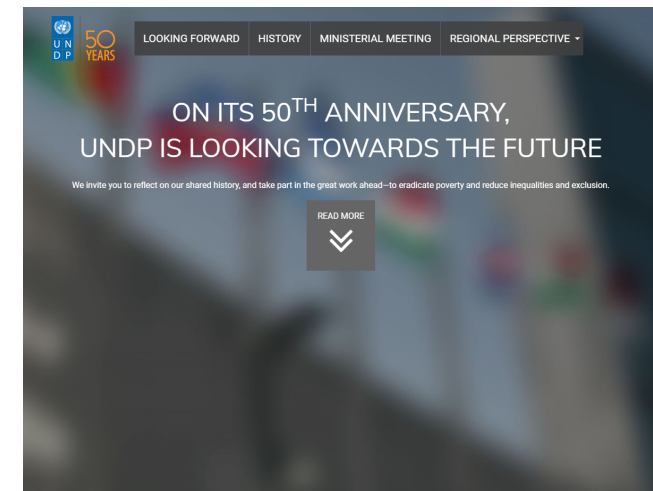 UN
DP
50
YEARS
LOOKING FORWARD HISTORY MINISTERIAL MEETING REGIONAL PERSPECTIVE
ON ITS 50TH ANNIVERSARY,
UNDP IS LOOKING TOWARDS THE FUTURE
We invite you to reflect on our shared history, and take part in the great work ahead—to eradicate poverty and reduce inequalities and exclusion.
READ MORE